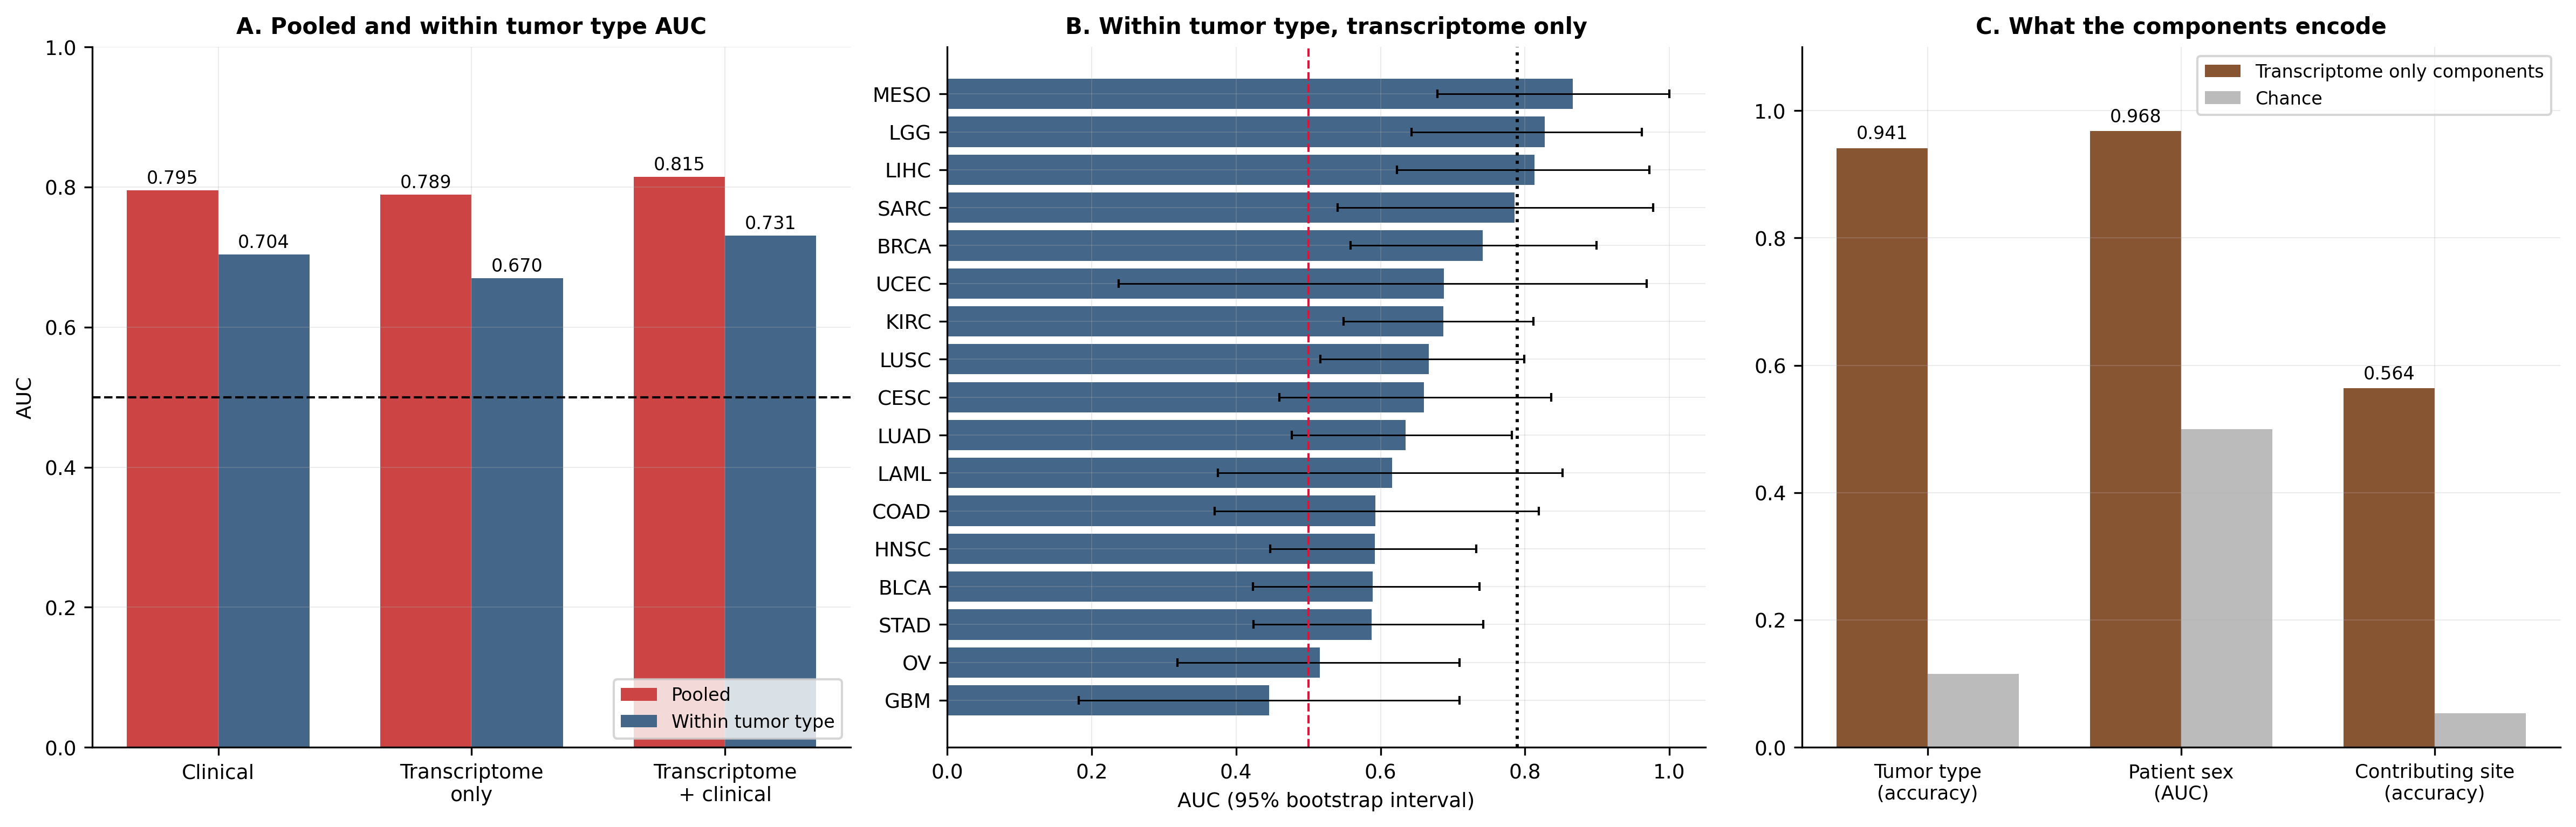 A. Pooled and within tumor type AUC
AUC
1.0
0.8
0.6
0.4
0.2
0.0
0.795
0.704
0.789
0.670
0.815
0.731
Pooled
Within tumor type
Clinical
Transcriptome
only
Transcriptome
+ clinical
B. Within tumor type, transcriptome only
MESO
LGG
LIHC
SARC
BRCA
UCEC
KIRC
LUSC
CESC
LUAD
LAML
COAD
HNSC
BLCA
STAD
OV
GBM
0.0 0.2 0.4 0.6 0.8 1.0
AUC (95% bootstrap interval)
C. What the components encode
Transcriptome only components
Chance
1.0
0.8
0.6
0.4
0.2
0.0
0.941
0.968
0.564
Tumor type
(accuracy)
Patient sex
(AUC)
Contributing site
(accuracy)